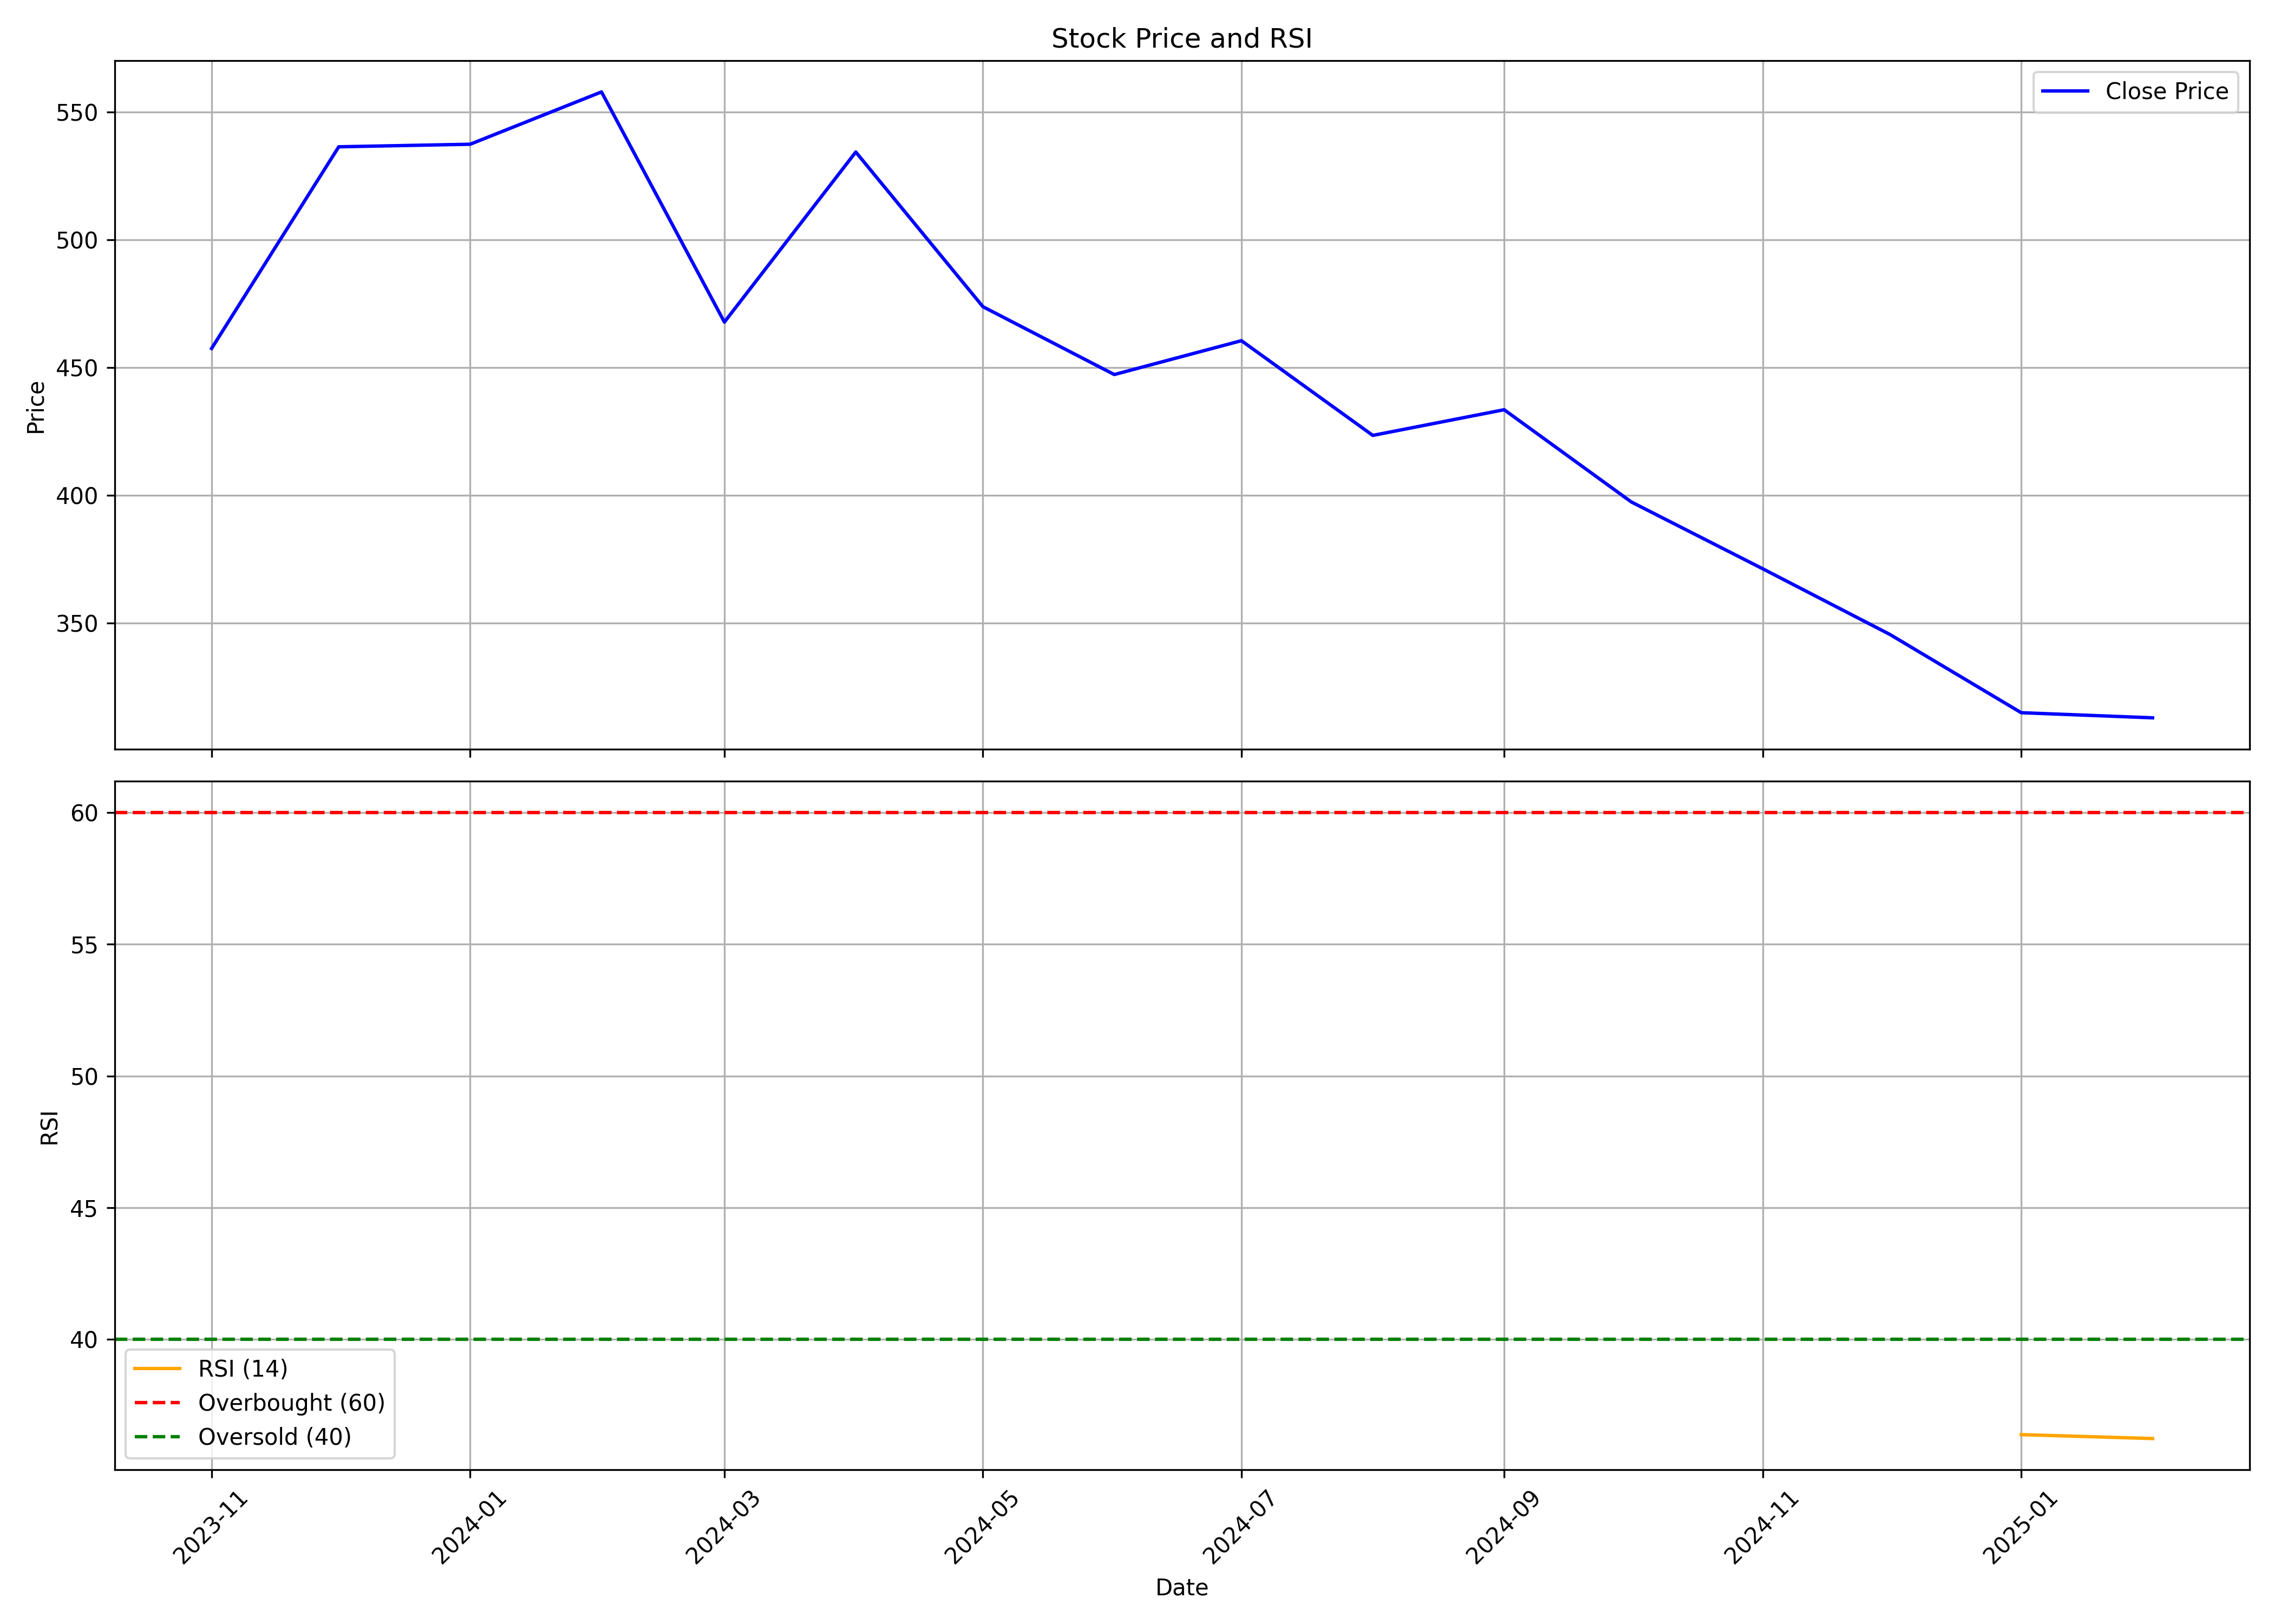 Stock Price and RSI
Close Price
Price
550
500
450
400
350
RSI
60
55
50
45
40
RSI (14)
Overbought (60)
Oversold (40)
2023-11
2024-01
2024-03
2024-05
2024-07
2024-09
2024-11
2025-01
Date